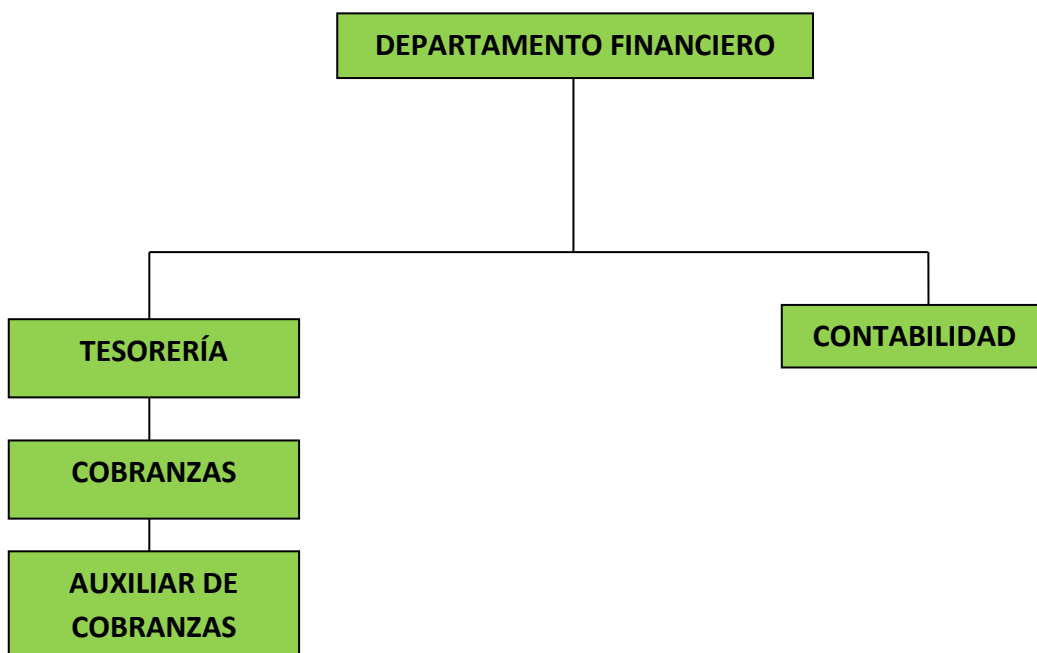 DEPARTAMENTO FINANCIERO
TESORERÍA
CONTABILIDAD
COBRANZAS
AUXILIAR DE
COBRANZAS